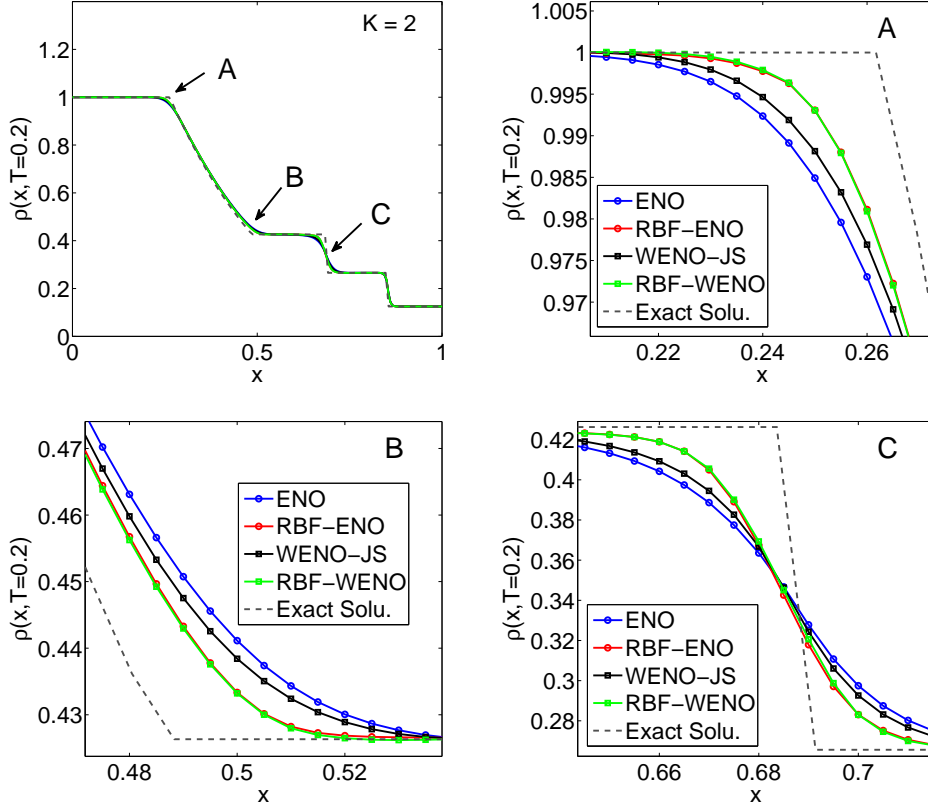 K = 2
A
B
C
1.2
1
0.8
0.6
0.4
0.2
0
0
0.5
1
x
ρ(x,T=0.2)
A
1.005
1
0.995
0.99
0.985
0.98
0.975
0.97
ENO
RBF−ENO
WENO−JS
RBF−WENO
Exact Solu.
0.22
0.24
0.26
x
ρ(x,T=0.2)
B
0.47
0.46
0.45
0.44
0.43
ENO
RBF−ENO
WENO−JS
RBF−WENO
Exact Solu.
0.48
0.5
0.52
x
ρ(x,T=0.2)
C
0.42
0.4
0.38
0.36
0.34
0.32
0.3
0.28
ENO
RBF−ENO
WENO−JS
RBF−WENO
Exact Solu.
0.66
0.68
0.7
x
ρ(x,T=0.2)